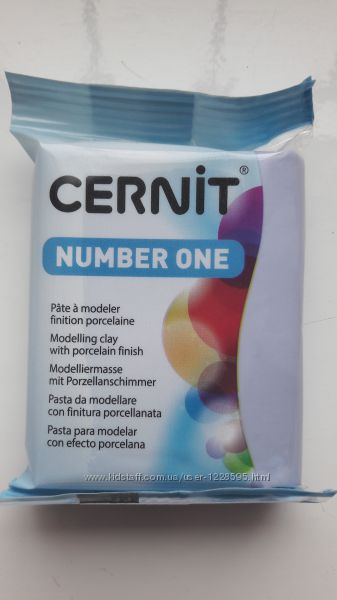 CERNiT®
NUMBER ONE
Pâte à modeler
finition porcelaine
Modelling clay
with porcelain finish
Modelliermasse
mit Porzellanschimmer
Pasta da modellare
con finitura porcellanata
Pasta para modelar
con efecto porcelana
www.kidstaff.com.ua/user-1228595.html